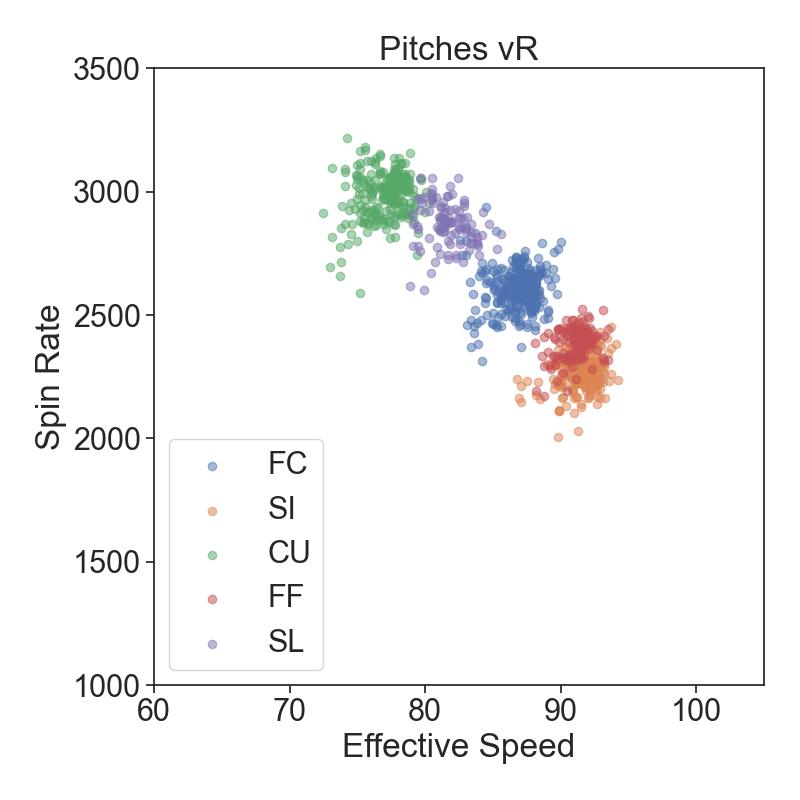 Pitches vR
3500
3000
2500
2000
1500
1000
Spin Rate
FC
SI
CU
FF
SL
60 70 80 90 100
Effective Speed